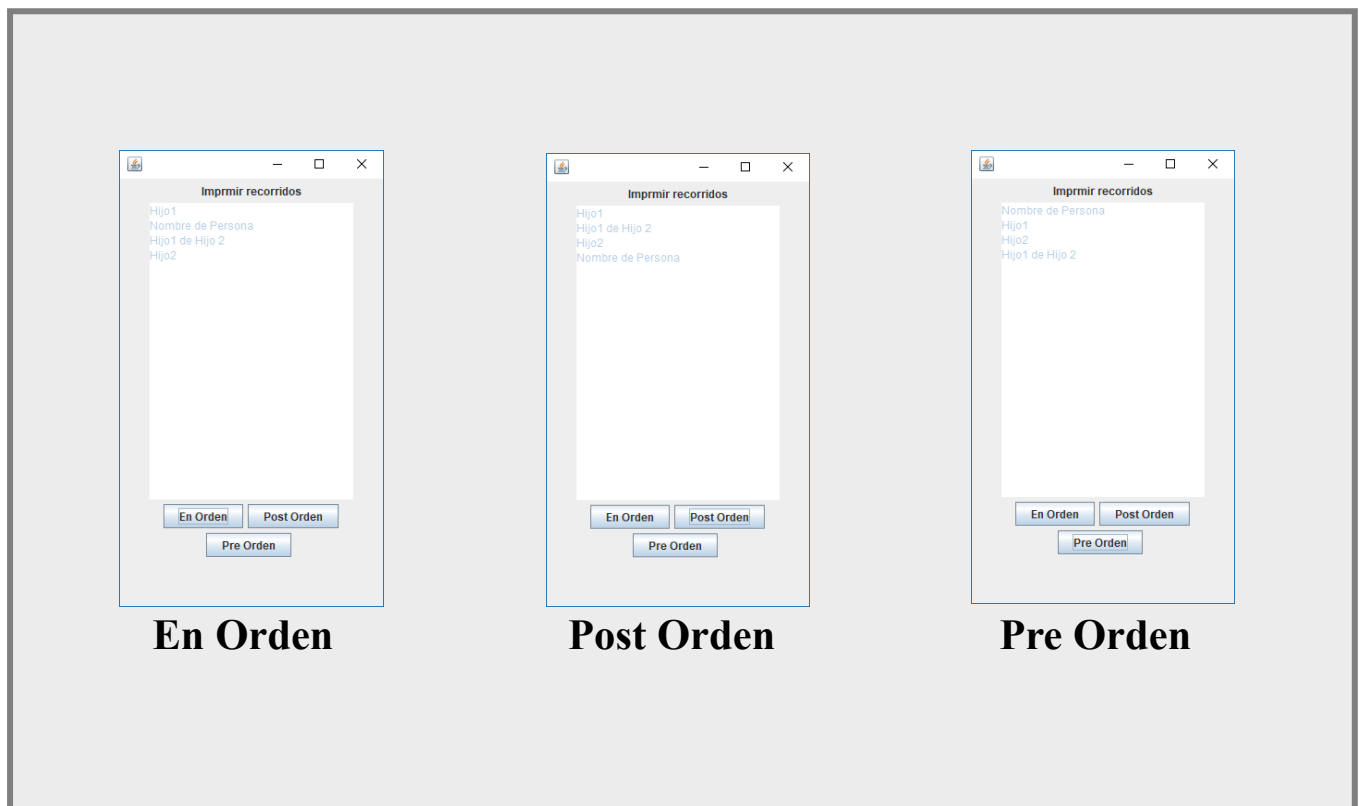 Imprmir recorridos
Hijo1
Nombre de Persona
Hijo1 de Hijo 2
Hijo2
En Orden
Post Orden
Pre Orden
En Orden
Imprmir recorridos
Hijo1
Hijo1 de Hijo 2
Hijo2
Nombre de Persona
En Orden
Post Orden
Pre Orden
Post Orden
Imprmir recorridos
Nombre de Persona
Hijo1
Hijo2
Hijo1 de Hijo 2
En Orden
Post Orden
Pre Orden
Pre Orden